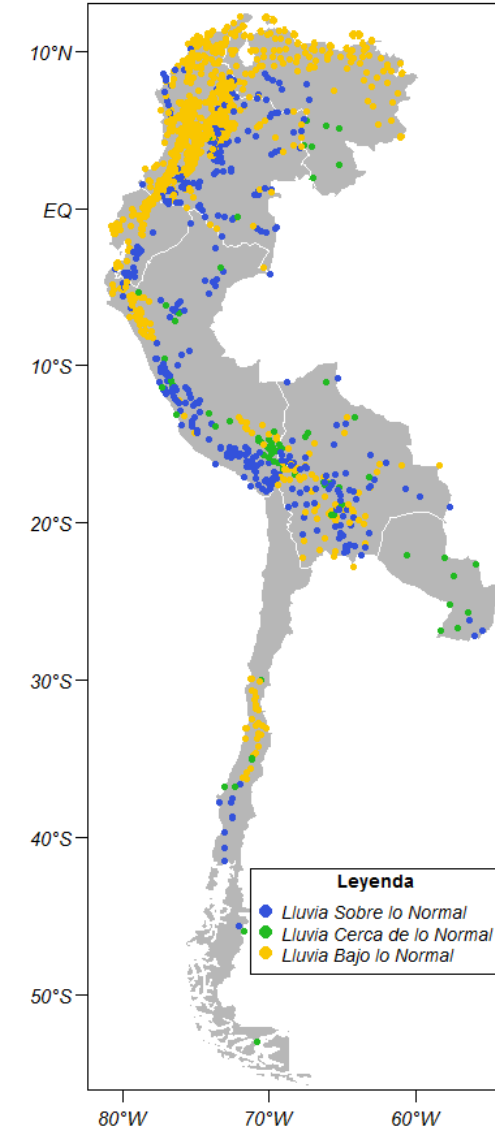 10°N
EQ
10°S
20°S
30°S
40°S
50°S
Leyenda
Lluvia Sobre lo Normal
Lluvia Cerca de lo Normal
Lluvia Bajo lo Normal
80°W 70°W 60°W